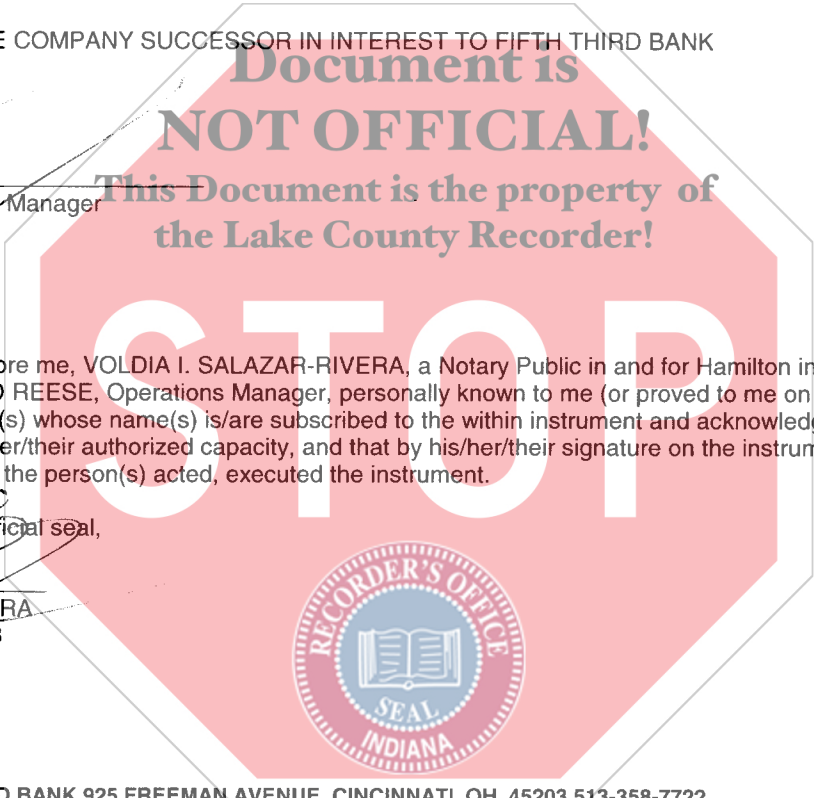 E COMPANY SUCCESSOR IN INTEREST TO FIFTH THIRD BANK
Document is
NOT OFFICIAL!
This Document is the property of
Manager
the Lake County Recorder!
STOP
ore me, VOLDIA I. SALAZAR-RIVERA, a Notary Public in and for Hamilton in
REESE, Operations Manager, personally known to me (or proved to me on
(s) whose name(s) is/are subscribed to the within instrument and acknowledg
er/their authorized capacity, and that by his/her/their signature on the instrum
the person(s) acted, executed the instrument.
icial seal,
RA
RECORDER'S OFFICE
SEAL
INDIANA
D BANK 925 FREEMAN AVENUE, CINCINNATI, OH 45203 513-358-7722